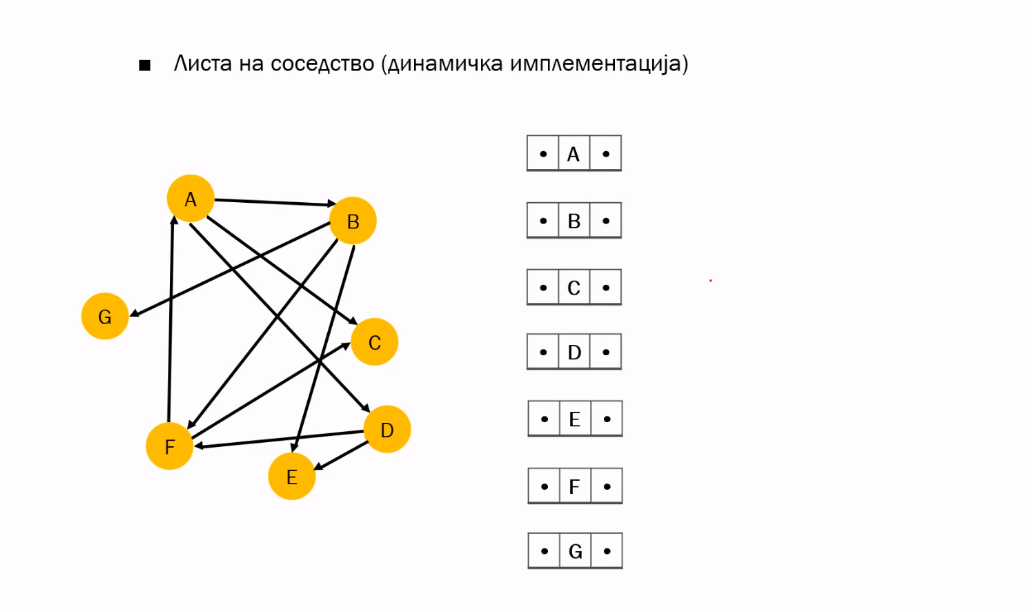 ■ Листа на соседство (динамичка имплементација)
A
B
G
C
F
D
E
• A •
• B •
• C •
• D •
• E •
• F •
• G •